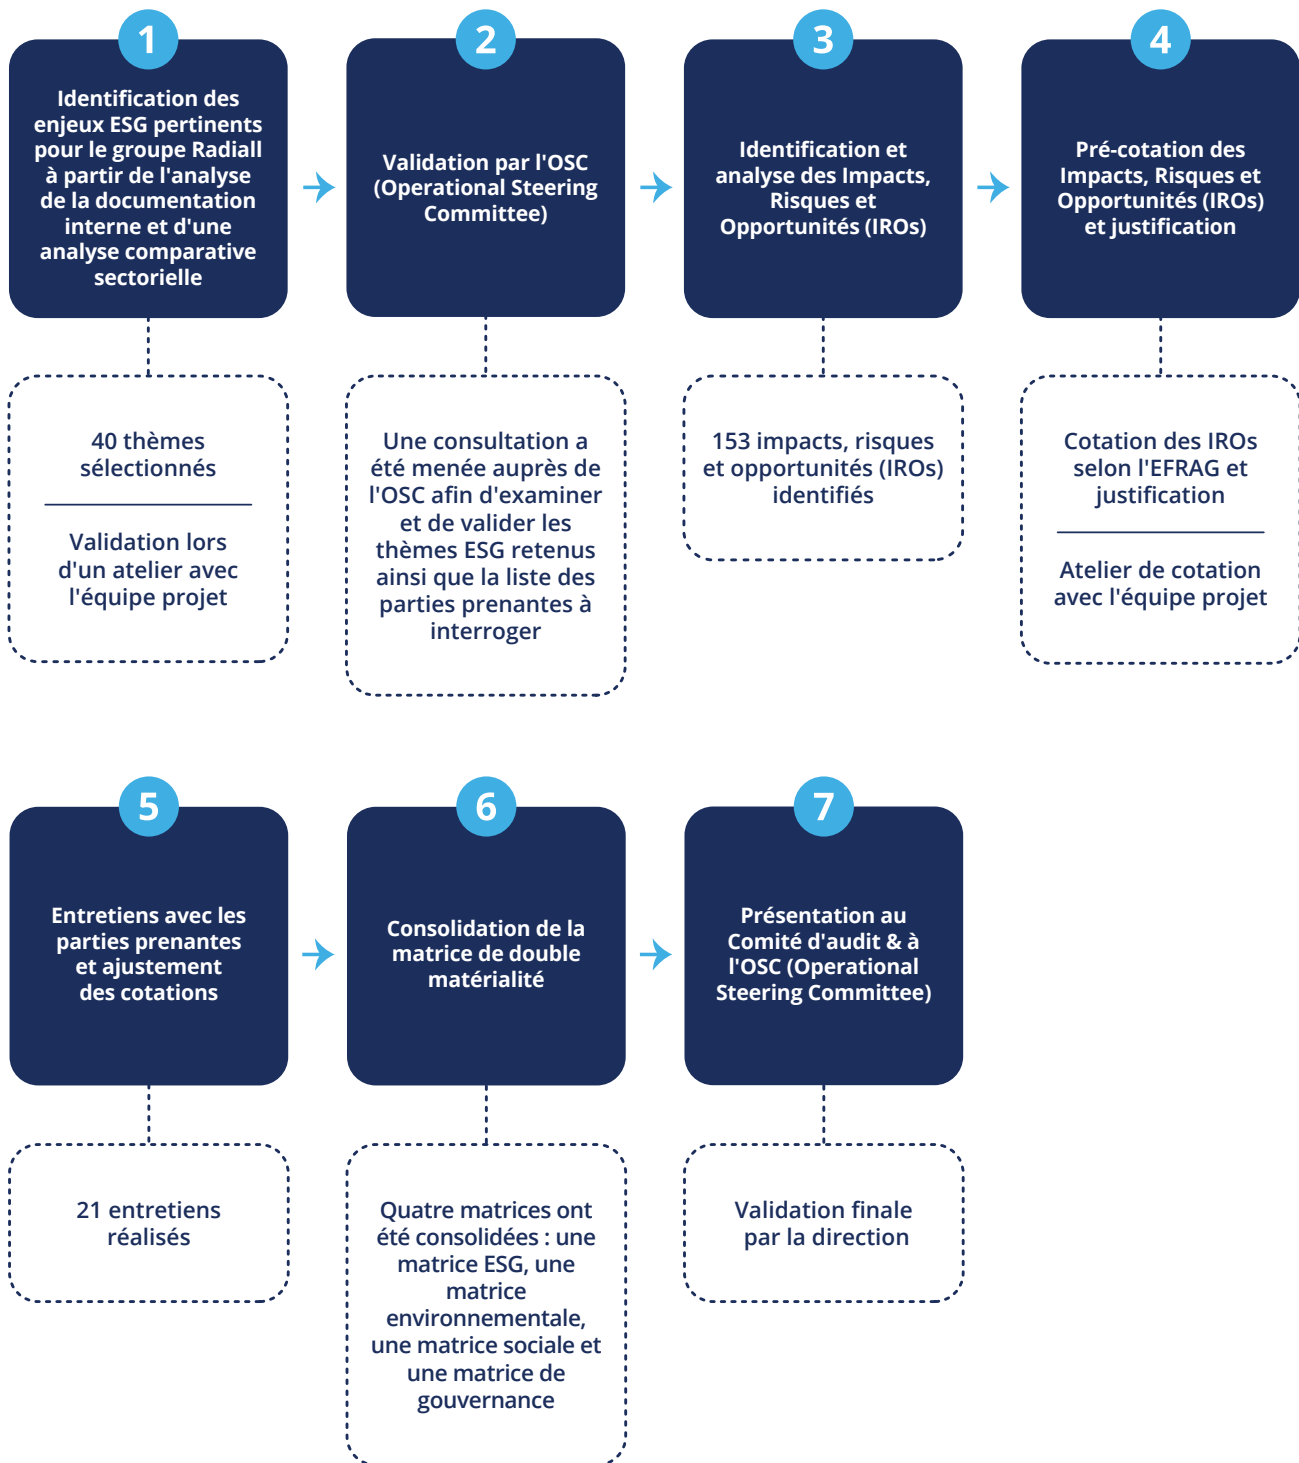 1
Identification des
enjeux ESG pertinents
pour le groupe Radiall
à partir de l'analyse
de la documentation
interne et d'une
analyse comparative
sectorielle
40 thèmes
sélectionnés
Validation lors
d'un atelier avec
l'équipe projet
2
Validation par l'OSC
(Operational Steering
Committee)
Une consultation a
été menée auprès de
l'OSC afin d'examiner
et de valider les
thèmes ESG retenus
ainsi que la liste des
parties prenantes à
interroger
3
Identification et
analyse des Impacts,
Risques et
Opportunités (IROs)
153 impacts, risques
et opportunités (IROs)
identifiés
4
Pré-cotation des
Impacts, Risques et
Opportunités (IROs)
et justification
Cotation des IROs
selon l'EFRAG et
justification
Atelier de cotation
avec l'équipe projet
5
Entretiens avec les
parties prenantes
et ajustement
des cotations
21 entretiens
réalisés
6
Consolidation de la
matrice de double
matérialité
Quatre matrices ont
été consolidées : une
matrice ESG, une
matrice
environnementale,
une matrice sociale et
une matrice de
gouvernance
7
Présentation au
Comité d'audit & à
l'OSC (Operational
Steering Committee)
Validation finale
par la direction